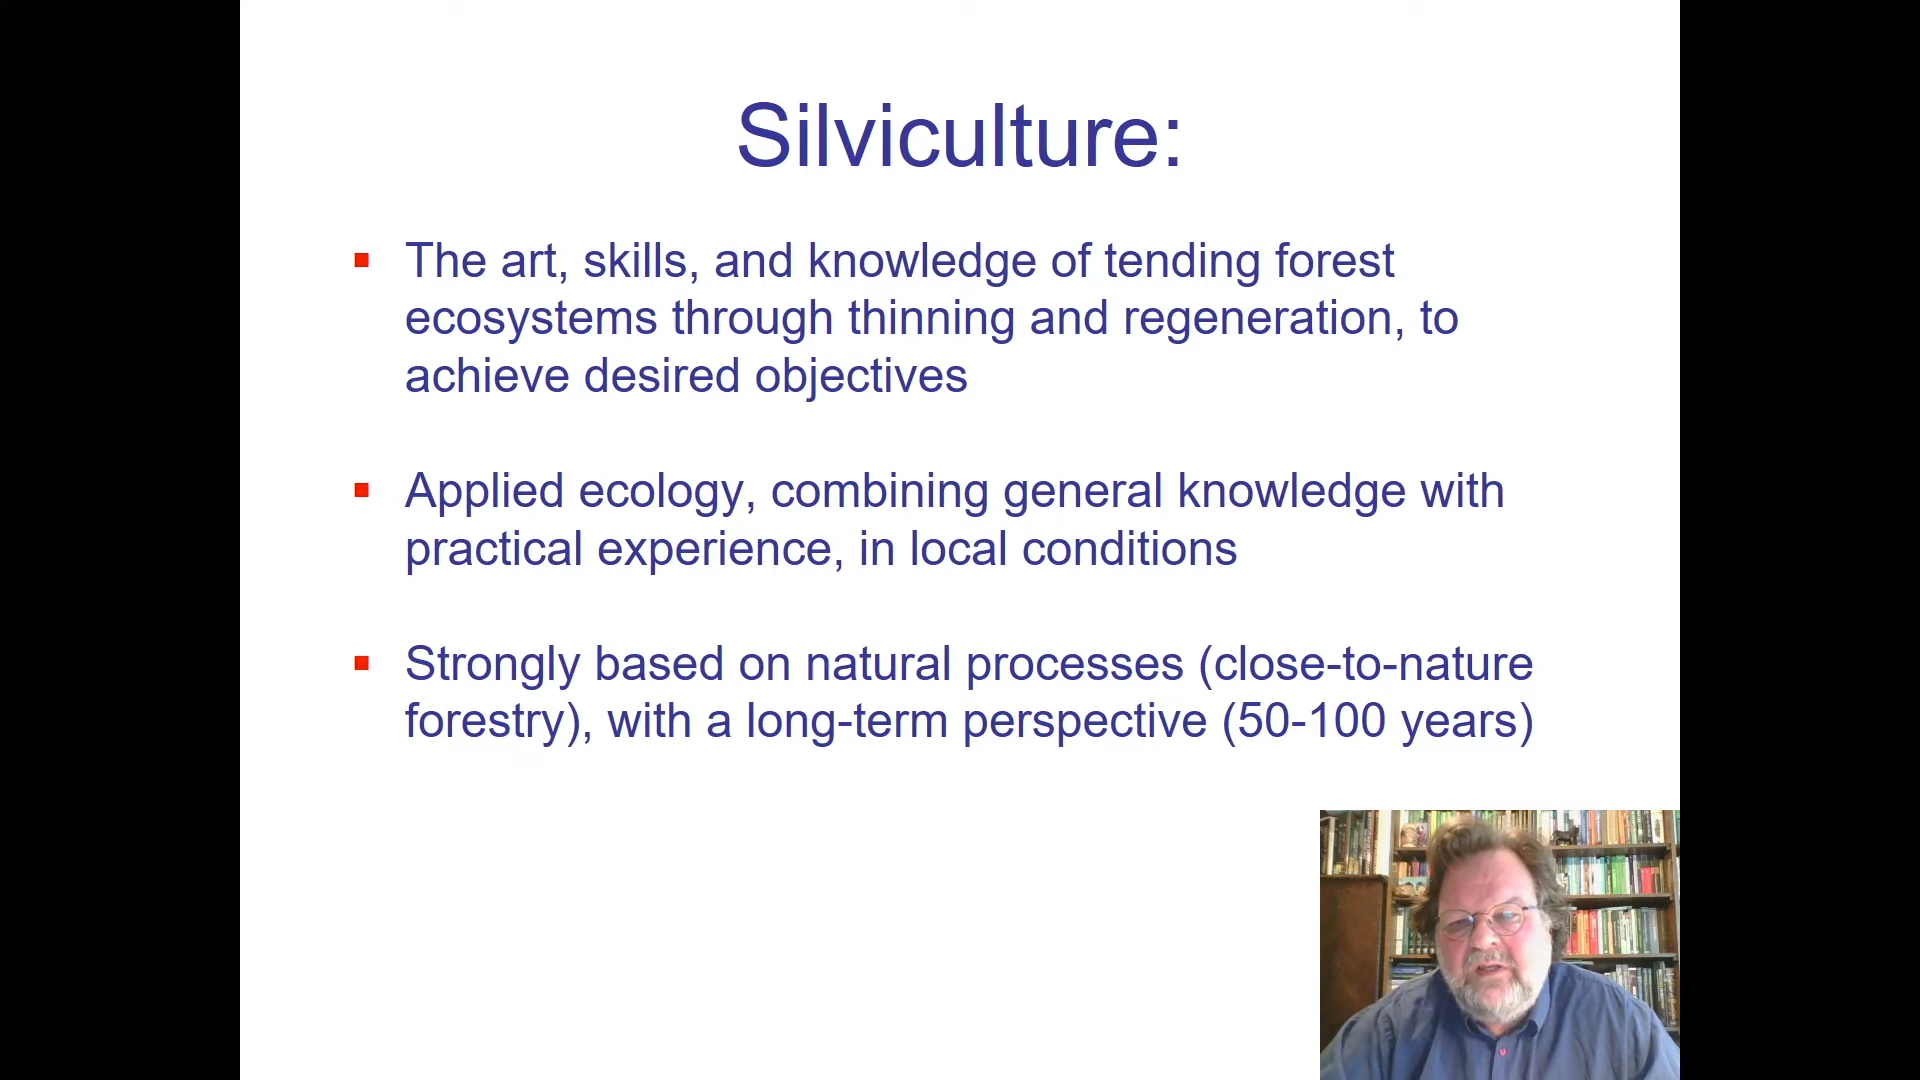 Silviculture:
The art, skills, and knowledge of tending forest
ecosystems through thinning and regeneration, to
achieve desired objectives
Applied ecology, combining general knowledge with
practical experience, in local conditions
Strongly based on natural processes (close-to-nature
forestry), with a long-term perspective (50-100 years)